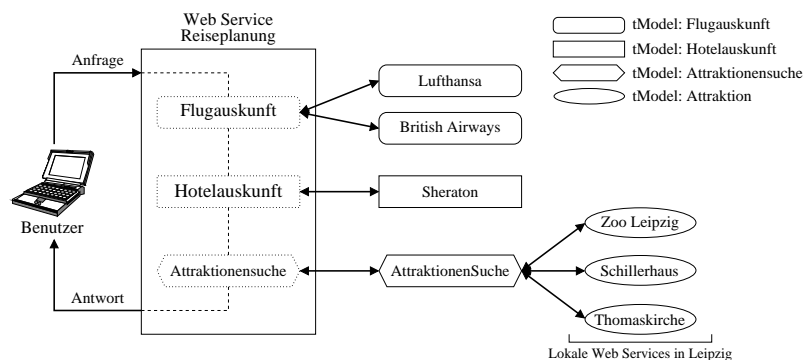 Web Service
Reiseplanung
Anfrage
Flugauskunft
Hotelauskunft
Attraktionensuche
Benutzer
Antwort
Lufthansa
British Airways
Sheraton
AttraktionenSuche
Zoo Leipzig
Schillerhaus
Thomaskirche
Lokale Web Services in Leipzig
tModel: Flugauskunft
tModel: Hotelauskunft
tModel: Attraktionensuche
tModel: Attraktion